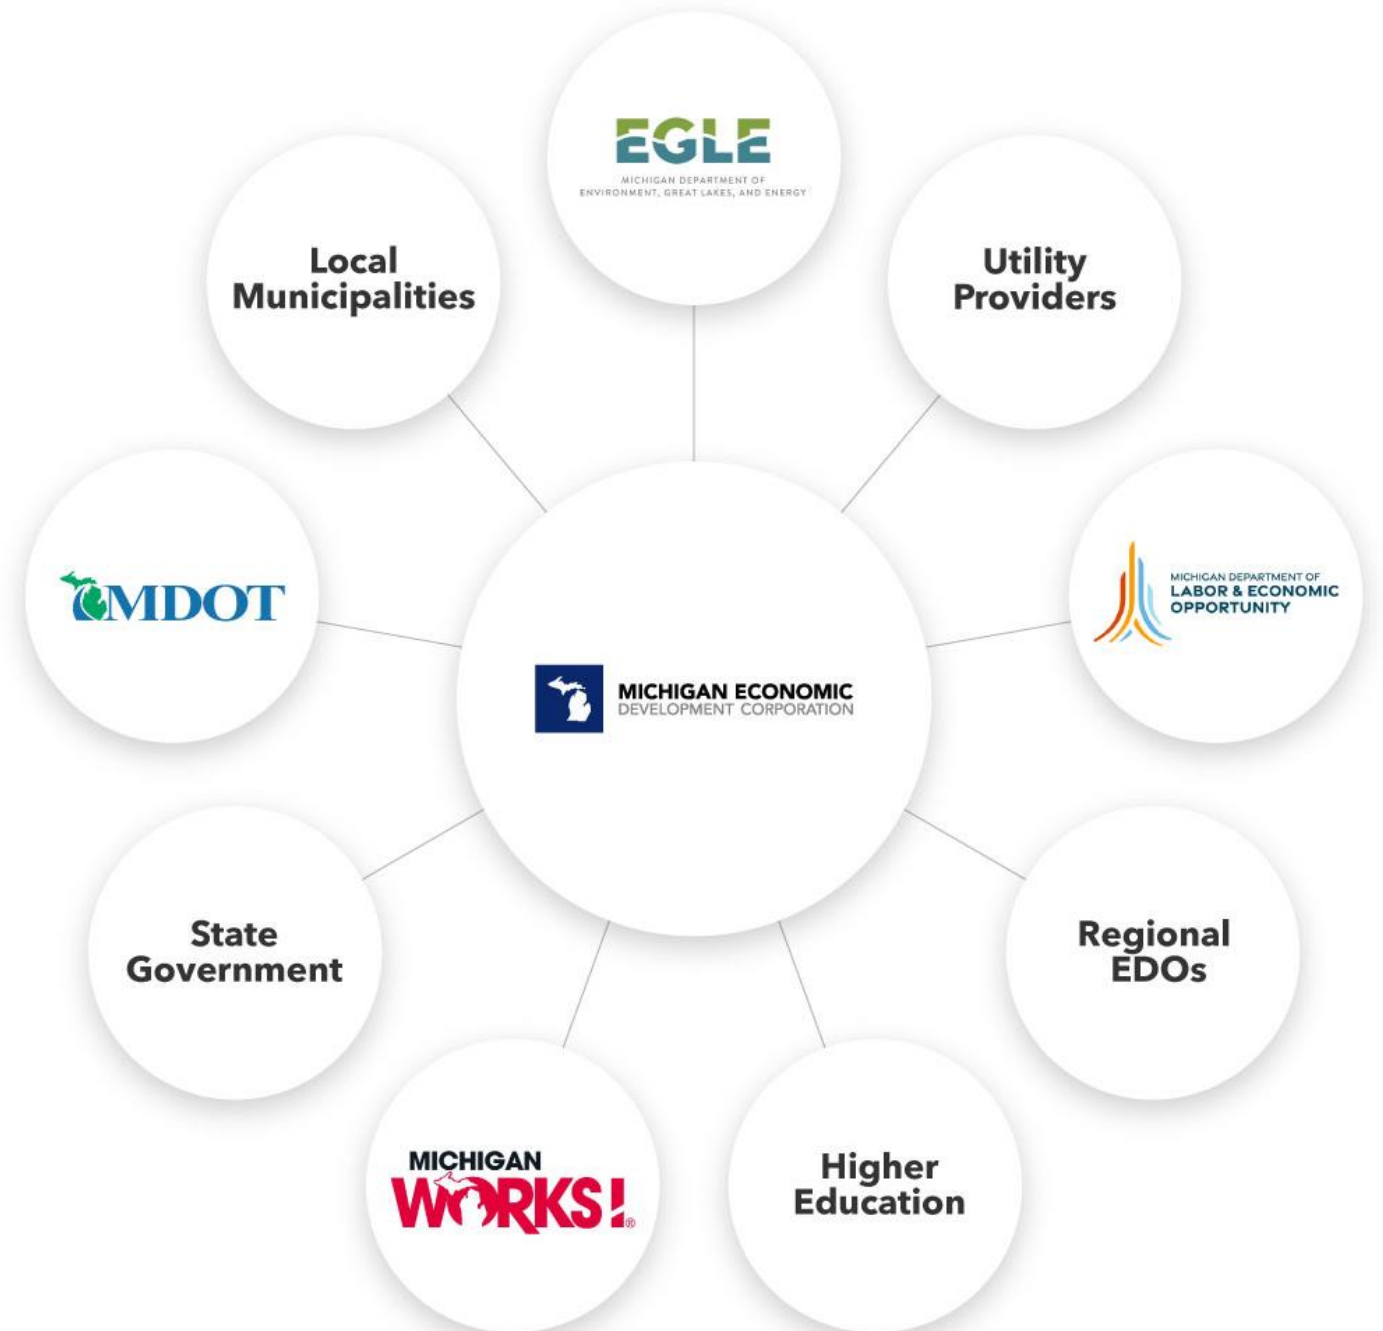 EGLE
MICHIGAN DEPARTMENT OF
ENVIRONMENT, GREAT LAKES, AND ENERGY
Local
Municipalities
Utility
Providers
MDOT
MICHIGAN DEPARTMENT OF
LABOR & ECONOMIC
OPPORTUNITY
MICHIGAN ECONOMIC
DEVELOPMENT CORPORATION
State
Government
Regional
EDOs
MICHIGAN
WORKS!®
Higher
Education